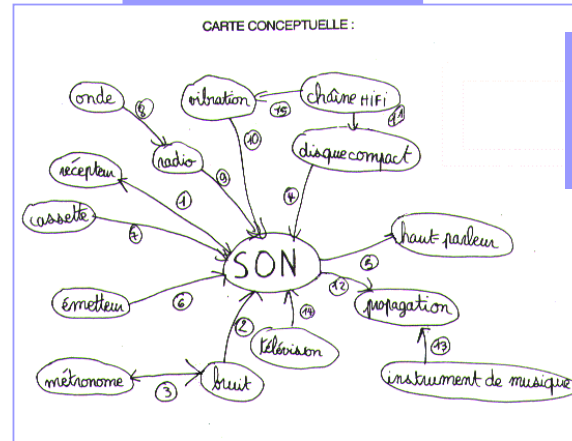 CARTE CONCEPTUELLE :
onde
vibration
chaîne HiFi
8
15
11
10
radio
disque compact
récepteur
9
1
4
cassette
7
haut parleur
SON
5
12
émetteur
6
propagation
2
14
télévison
13
métronome
3
bruit
instrument de musique